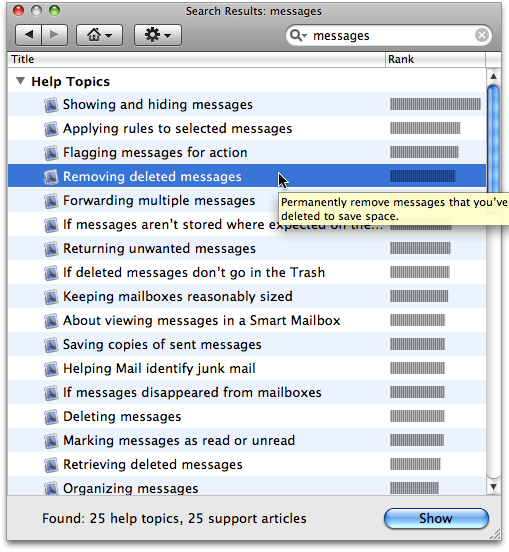 Search Results: messages
messages
Title Rank
Help Topics
Showing and hiding messages
Applying rules to selected messages
Flagging messages for action
Removing deleted messages
Forwarding multiple messages
Permanently remove messages that you've
deleted to save space.
If messages aren't stored where expected on the...
Returning unwanted messages
If deleted messages don't go in the Trash
Keeping mailboxes reasonably sized
About viewing messages in a Smart Mailbox
Saving copies of sent messages
Helping Mail identify junk mail
If messages disappeared from mailboxes
Deleting messages
Marking messages as read or unread
Retrieving deleted messages
Organizing messages
Found: 25 help topics, 25 support articles
Show